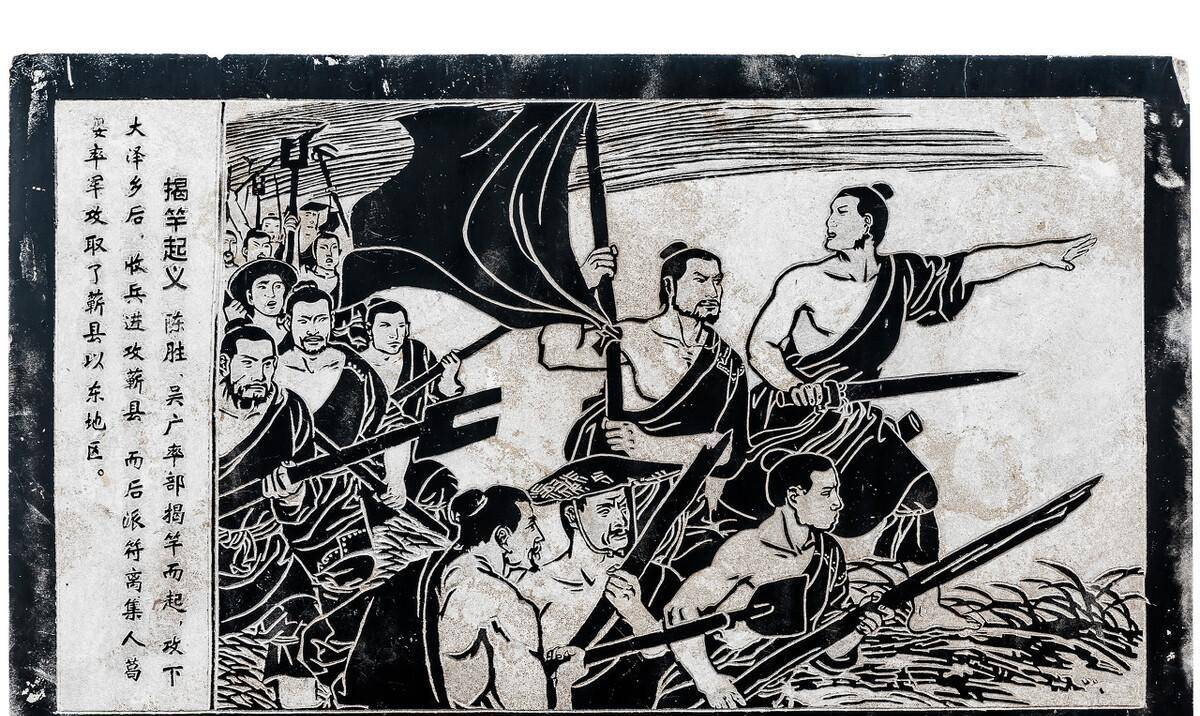 揭竿起义 陈胜、吴广率部揭竿而起，攻下
大泽乡后，收兵进攻蕲县 而后派符离集人葛
婴率军攻取了蕲县以东地区。